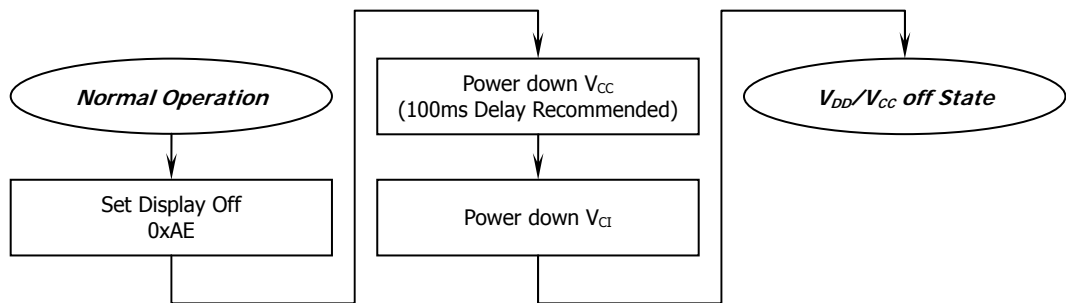 Normal Operation
Set Display Off
0xAE
Power down VCC
(100ms Delay Recommended)
Power down VCI
VDD/VCC off State